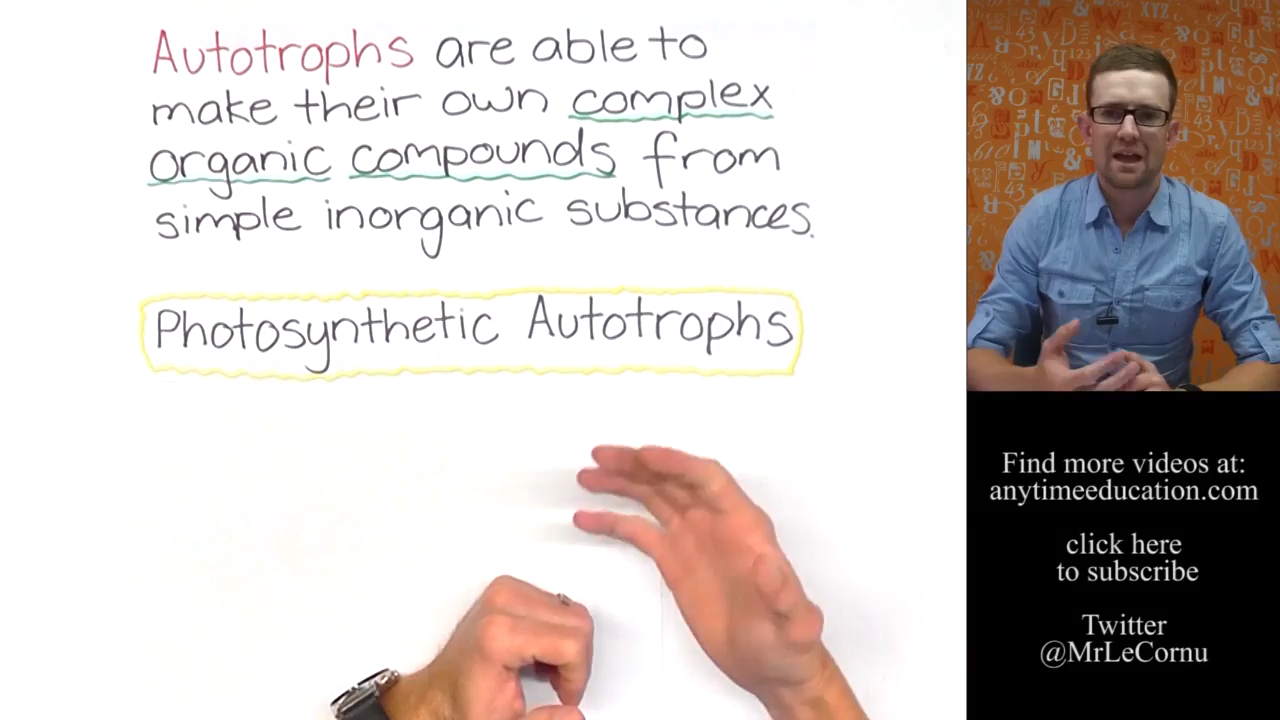 Autotrophs are able to
make their own complex
organic compounds from
simple inorganic substances.
Photosynthetic Autotrophs
Find more videos at:
anytimeeducation.com
click here
to subscribe
Twitter
@MrLeCornu